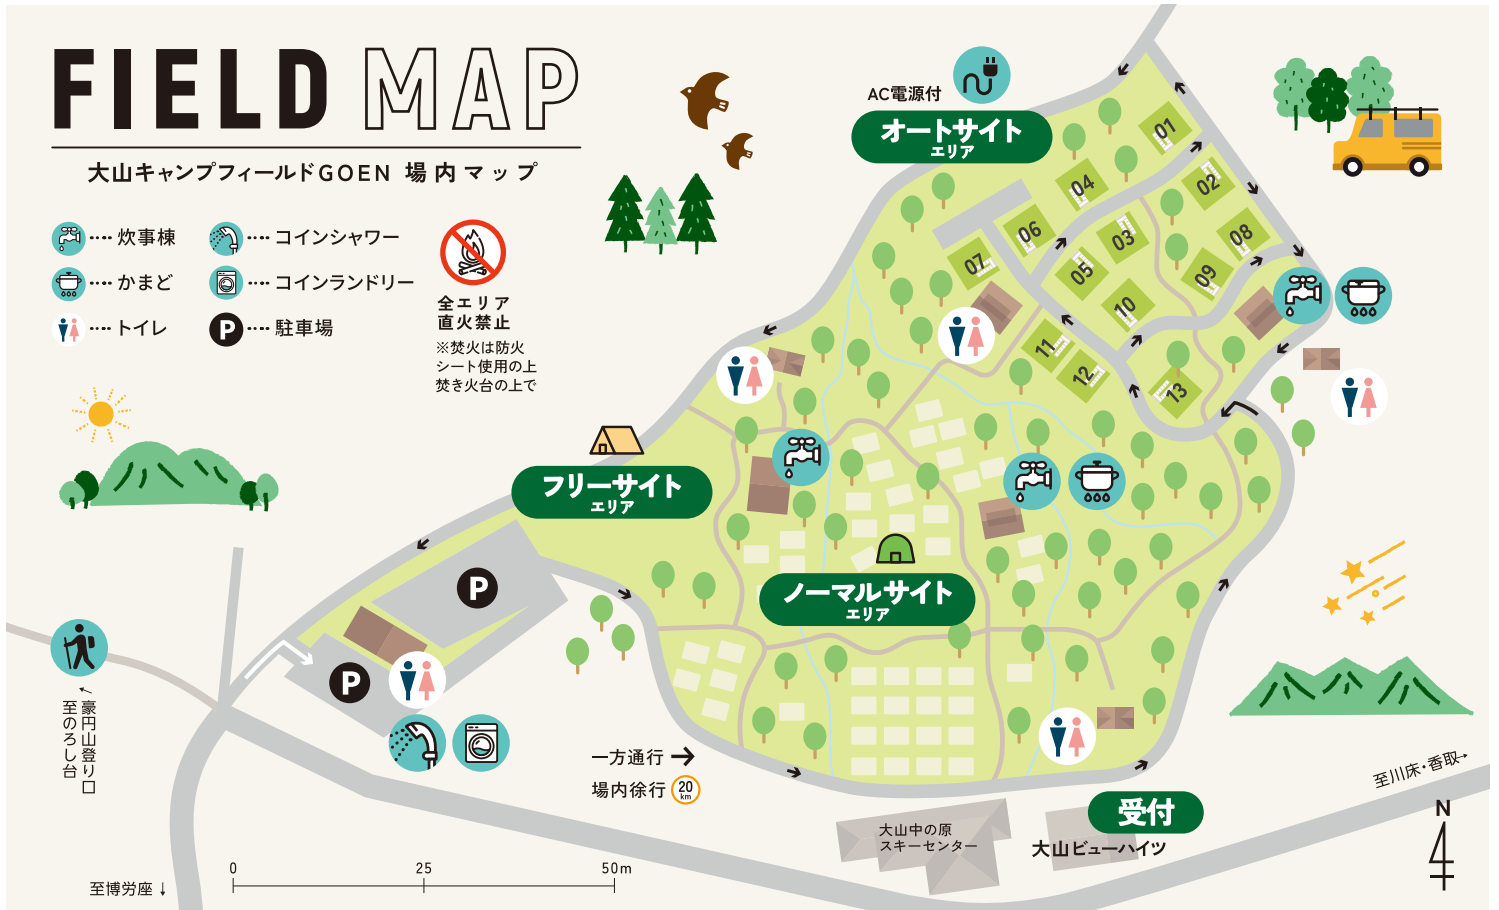 FIELD MAP
大山キャンプフィールドGOEN 場内マップ
炊事棟
コインシャワー
かまど
コインランドリー
トイレ
P
駐車場
全エリア
直火禁止
※焚火は防火
シート使用の上
焚き火台の上で
AC電源付
オートサイト
エリア
01
02
04
03
06
08
07
05
09
10
11
12
13
フリーサイト
エリア
ノーマルサイト
エリア
P
P
豪円山登り口
至のろし台
一方通行
場内徐行
20
km
大山中の原
スキーセンター
受付
大山ビューハイツ
至川床・香取→
N
0
25
50m
至博労座↓